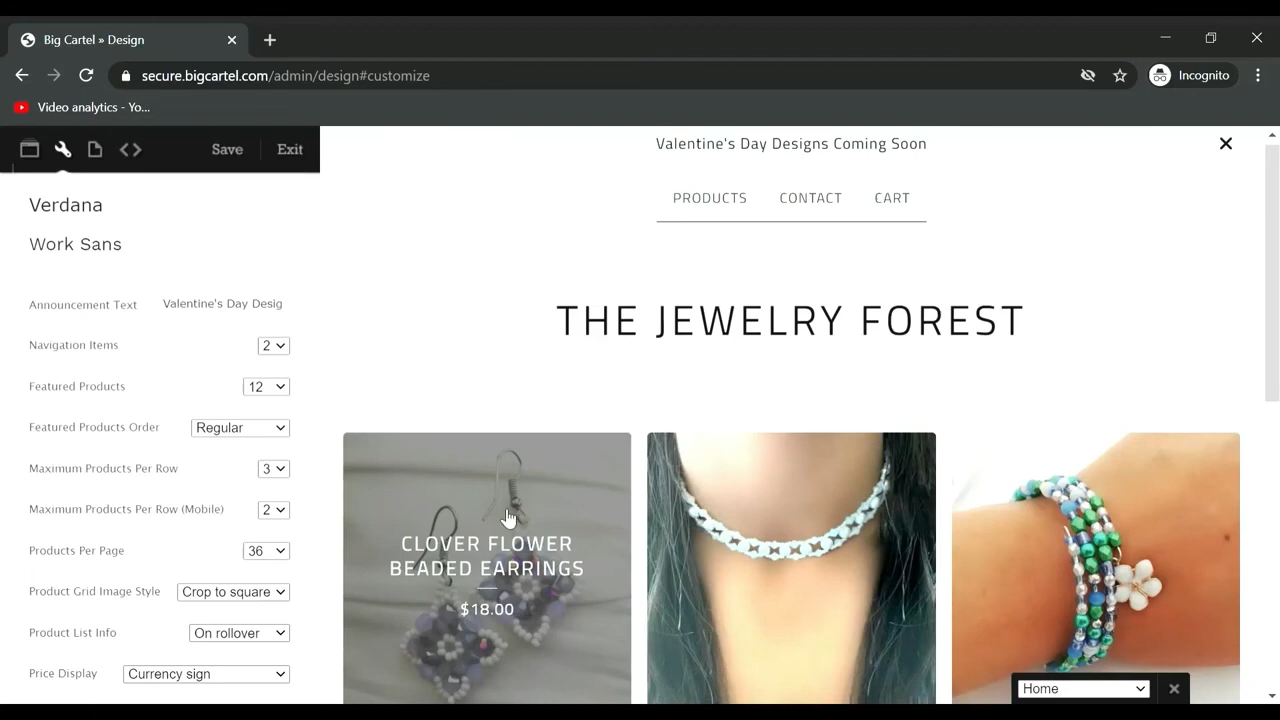 Big Cartel » Design
secure.bigcartel.com/admin/design#customize
Incognito
Video analytics - Yo...
Save
Exit
Verdana
Work Sans
Announcement Text
Valentine's Day Desig
Navigation Items
2
Featured Products
12
Featured Products Order
Regular
Maximum Products Per Row
3
Maximum Products Per Row (Mobile)
2
Products Per Page
36
Product Grid Image Style
Crop to square
Product List Info
On rollover
Price Display
Currency sign
Valentine's Day Designs Coming Soon
PRODUCTS
CONTACT
CART
THE JEWELRY FOREST
CLOVER FLOWER
BEADED EARRINGS
$18.00
Home